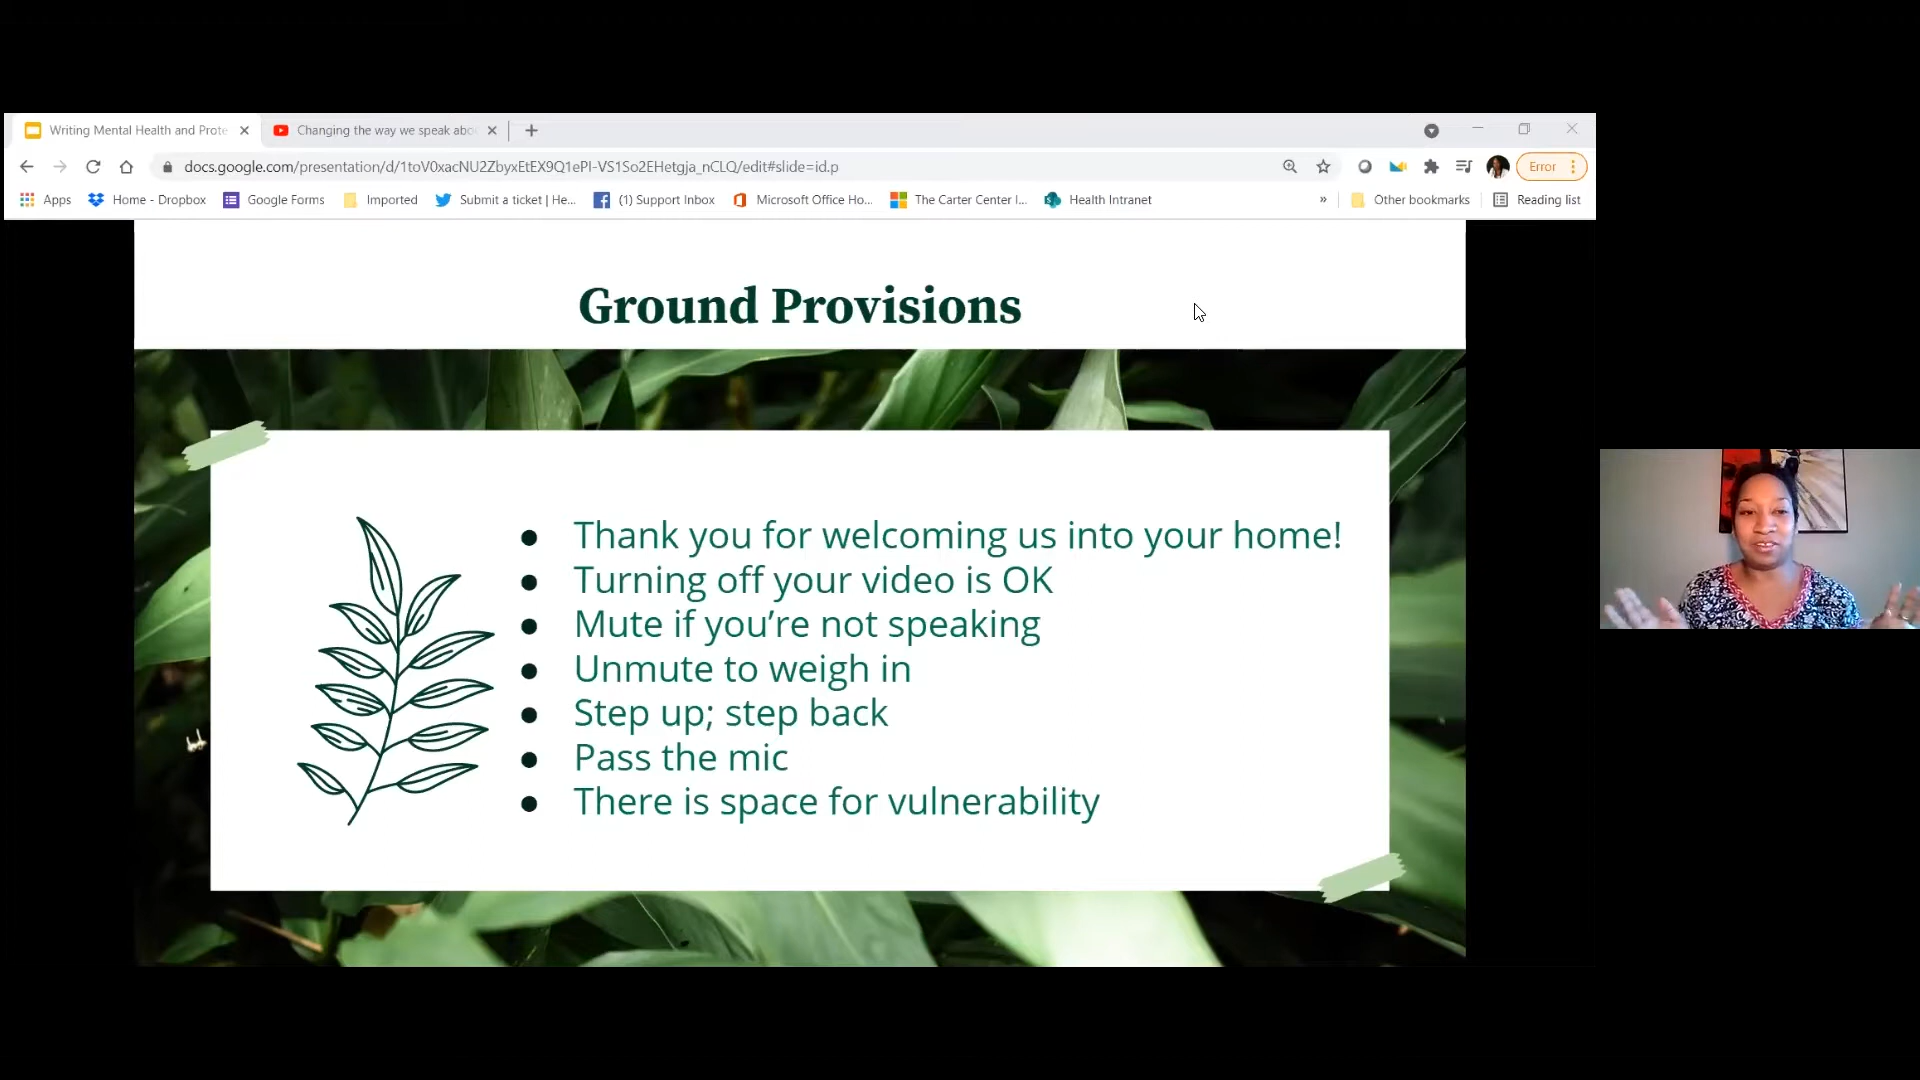 Writing Mental Health and Prote
Changing the way we speak abo
docs.google.com/presentation/d/1toV0xacNU2ZbyxEtEX9Q1ePI-VS1So2EHetgja_nCLQ/edit#slide=id.p
Error
Apps
Home - Dropbox
Google Forms
Imported
Submit a ticket | He...
(1) Support Inbox
Microsoft Office Ho...
The Carter Center I...
Health Intranet
»
Other bookmarks
Reading list
Ground Provisions
● Thank you for welcoming us into your home!
● Turning off your video is OK
● Mute if you’re not speaking
● Unmute to weigh in
● Step up; step back
● Pass the mic
● There is space for vulnerability